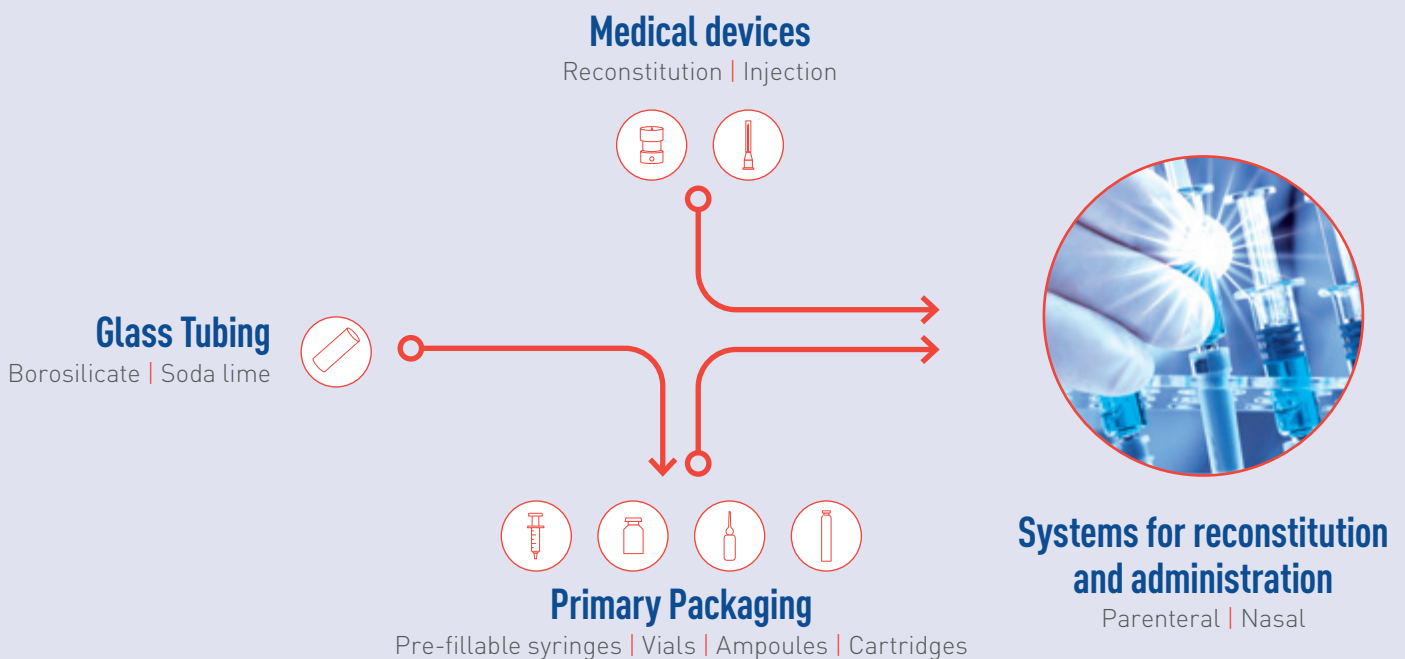 Medical devices
Reconstitution | Injection
Glass Tubing
Borosilicate | Soda lime
Primary Packaging
Pre-fillable syringes | Vials | Ampoules | Cartridges
Systems for reconstitution
and administration
Parenteral | Nasal